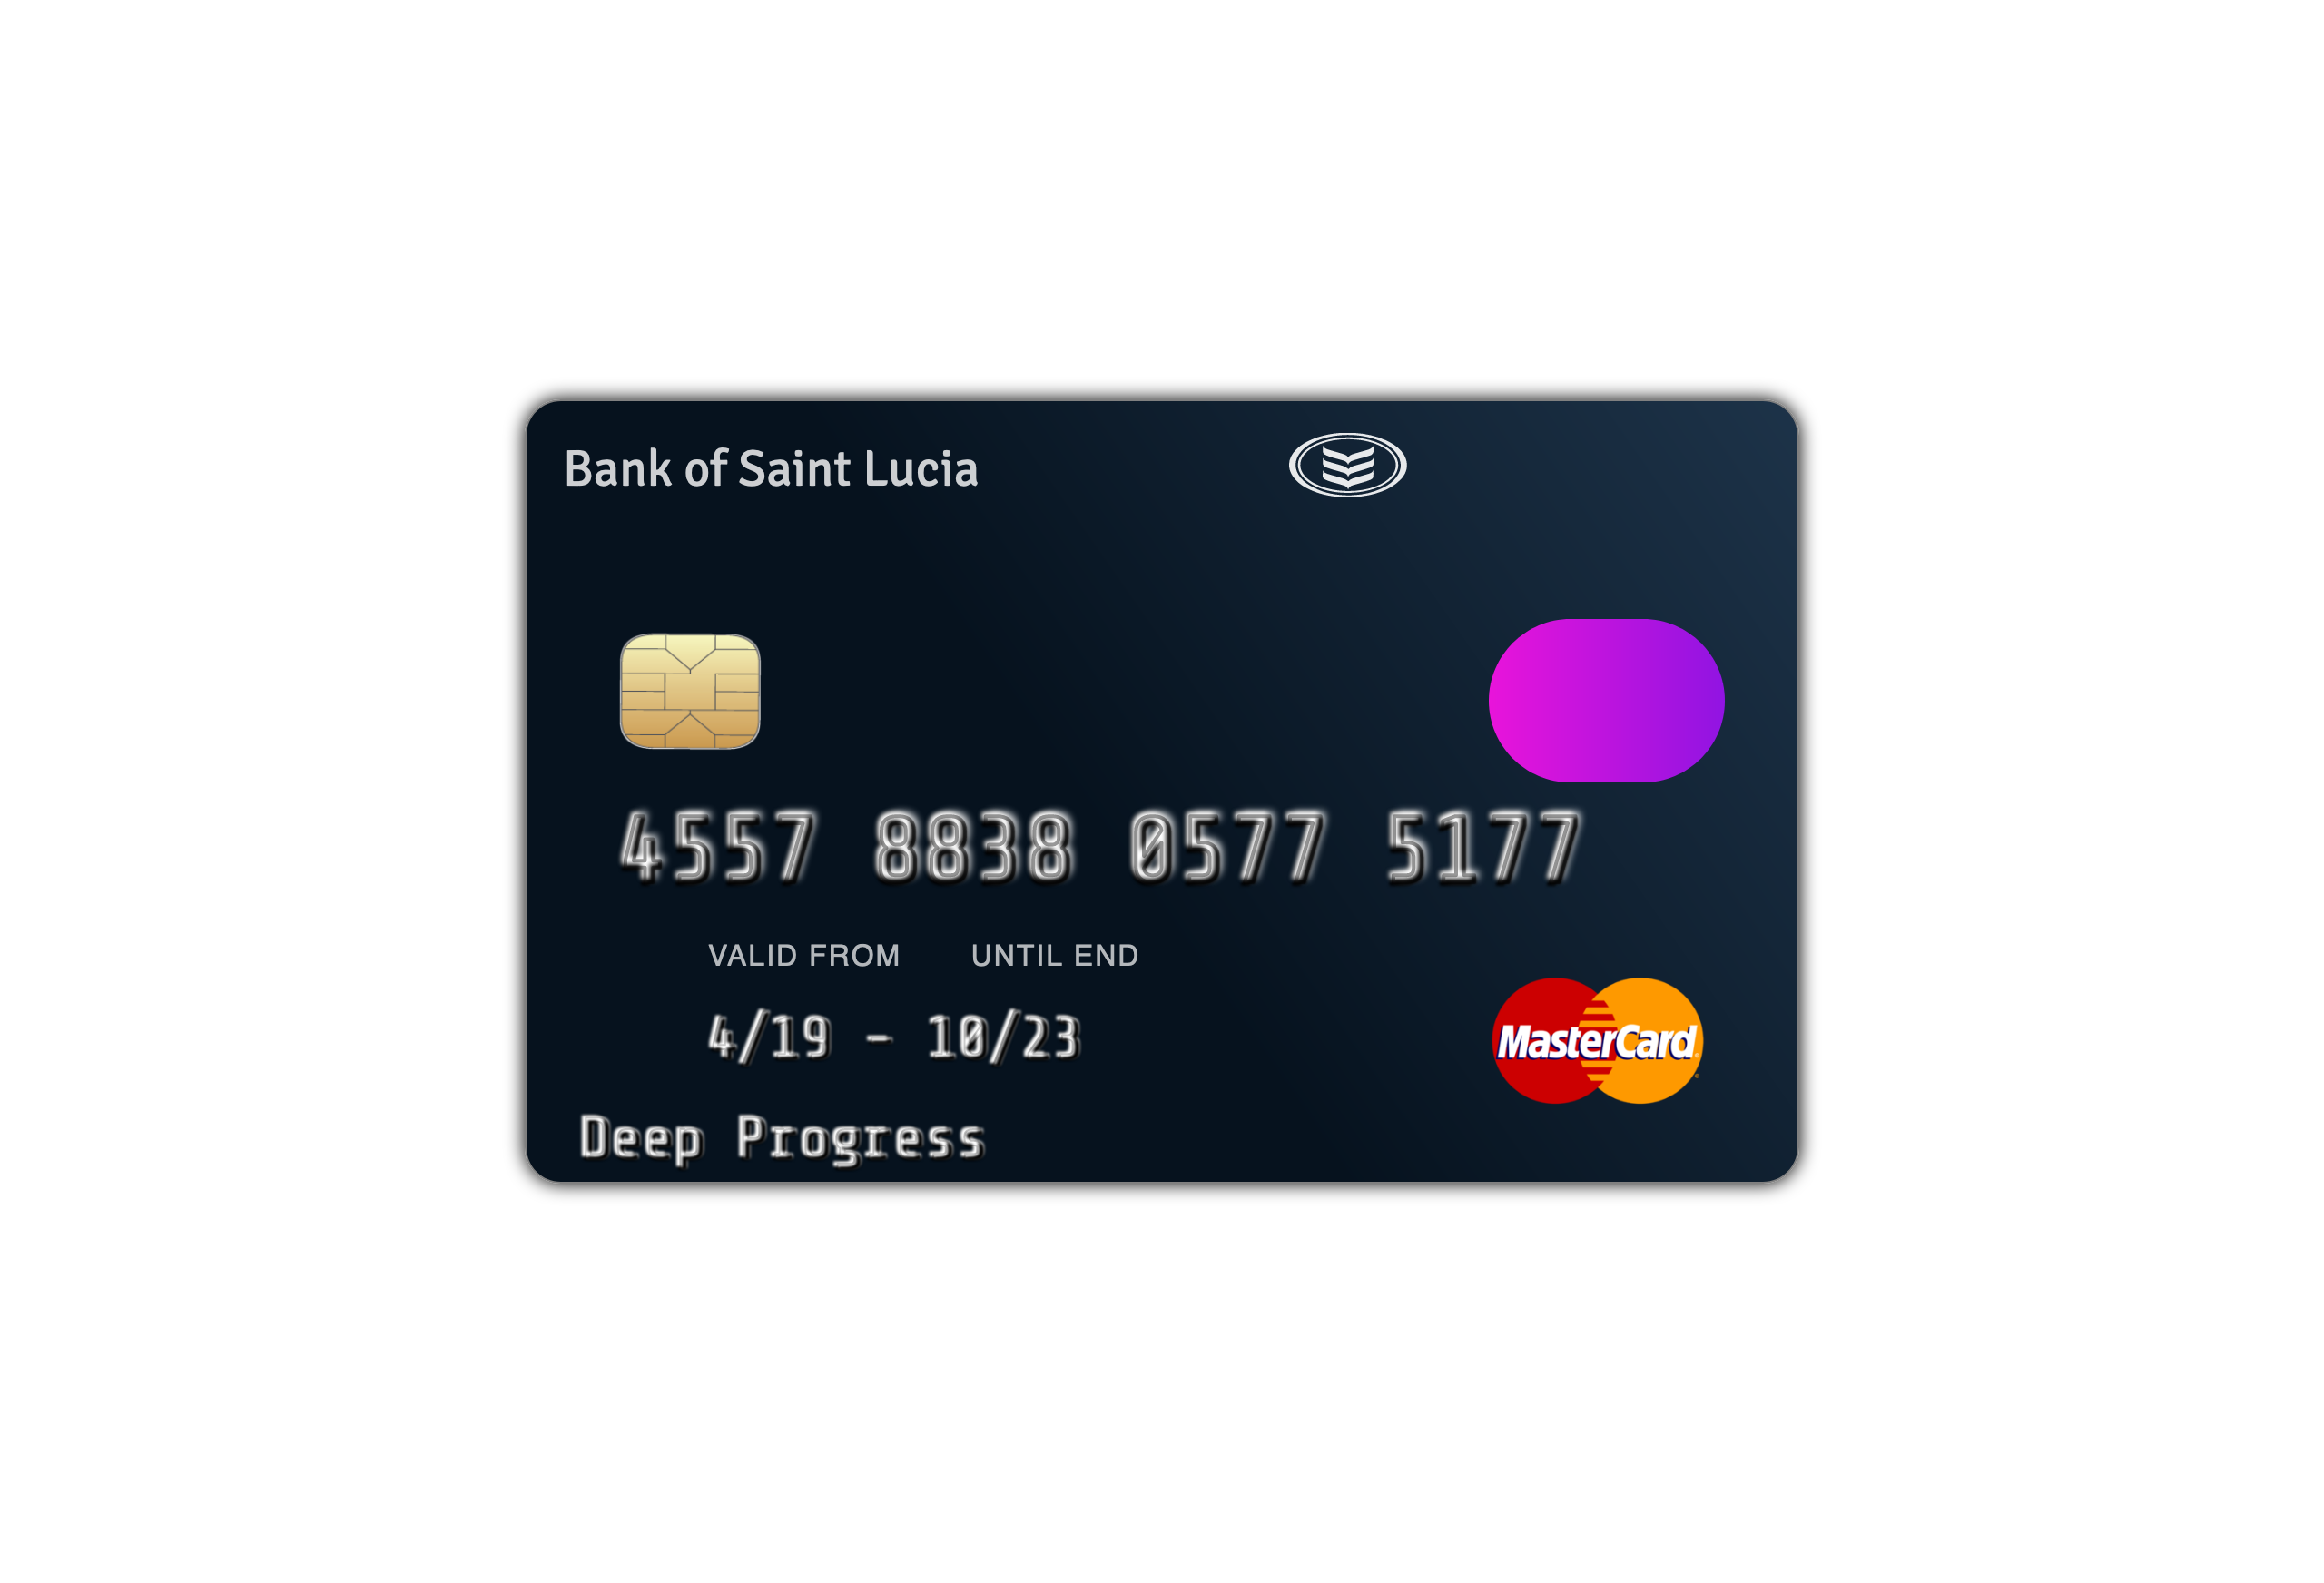 Bank of Saint Lucia
4557 8838 0577 5177
VALID FROM UNTIL END
4/19 - 10/23
MasterCard
Deep Progress